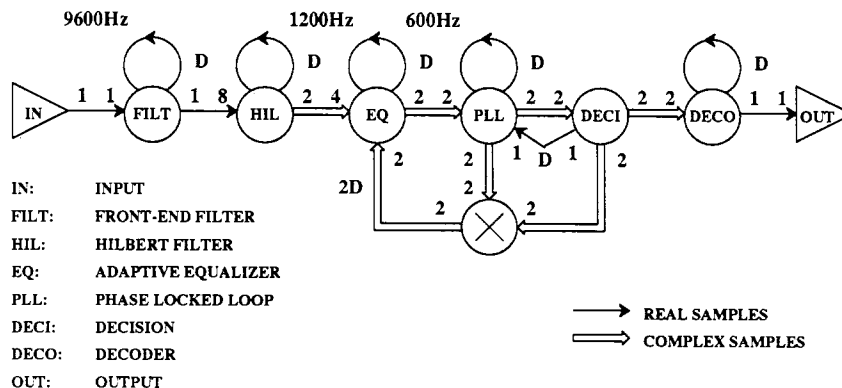 9600Hz 1200Hz 600Hz
D D D D D
IN 1 1 FILT 1 8 HIL 2 4 EQ 2 2 PLL 2 2 DECI 2 2 DECO 1 1 OUT
2 2 1 D 1 2
2D 2 2 2
IN: INPUT
FILT: FRONT-END FILTER
HIL: HILBERT FILTER
EQ: ADAPTIVE EQUALIZER
PLL: PHASE LOCKED LOOP
DECI: DECISION
DECO: DECODER
OUT: OUTPUT
REAL SAMPLES
COMPLEX SAMPLES